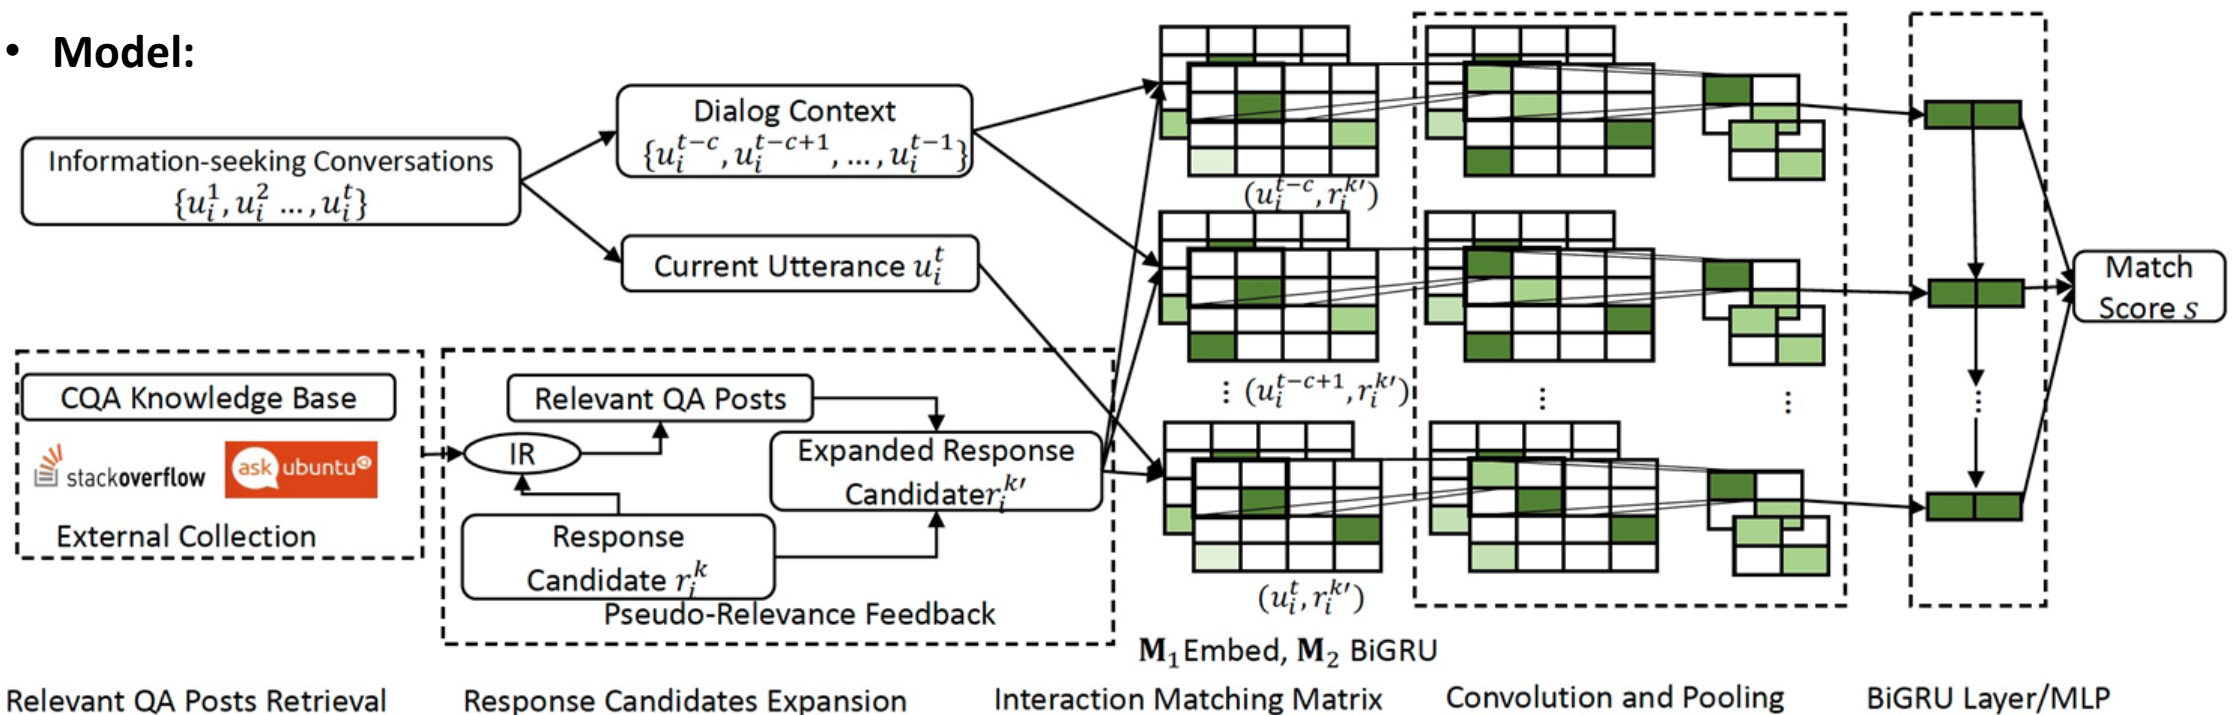 • Model:
Information-seeking Conversations
{u_i^1, u_i^2 ..., u_i^t}
Dialog Context
{u_i^{t-c}, u_i^{t-c+1}, ..., u_i^{t-1}}
Current Utterance u_i^t
CQA Knowledge Base
stackoverflow
ask ubuntu
External Collection
Relevant QA Posts
IR
Expanded Response
Candidate r_i^{k′}
Response
Candidate r_i^k
Pseudo-Relevance Feedback
(u_i^{t-c}, r_i^{k′})
⋮ (u_i^{t-c+1}, r_i^{k′})
⋮
⋮
⋮
(u_i^t, r_i^{k′})
M_1 Embed, M_2 BiGRU
Match
Score s
Relevant QA Posts Retrieval
Response Candidates Expansion
Interaction Matching Matrix
Convolution and Pooling
BiGRU Layer/MLP